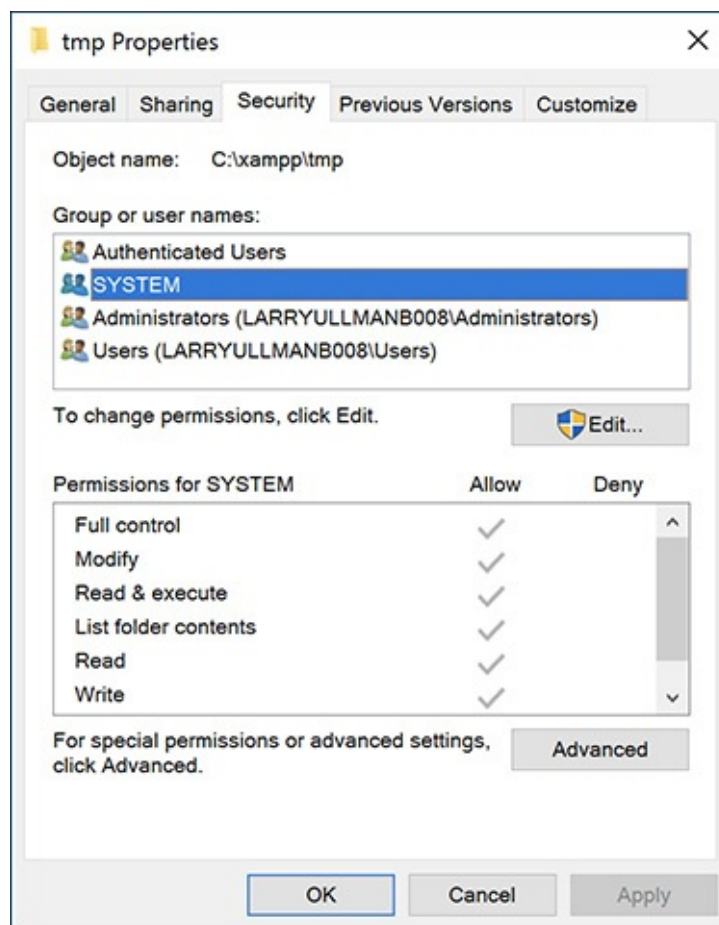 tmp Properties
General Sharing Security Previous Versions Customize
Object name: C:\xampp\tmp
Group or user names:
Authenticated Users
SYSTEM
Administrators (LARRYULLMANB008\Administrators)
Users (LARRYULLMANB008\Users)
To change permissions, click Edit.
Edit...
Permissions for SYSTEM Allow Deny
Full control
Modify
Read & execute
List folder contents
Read
Write
For special permissions or advanced settings,
click Advanced.
Advanced
OK Cancel Apply